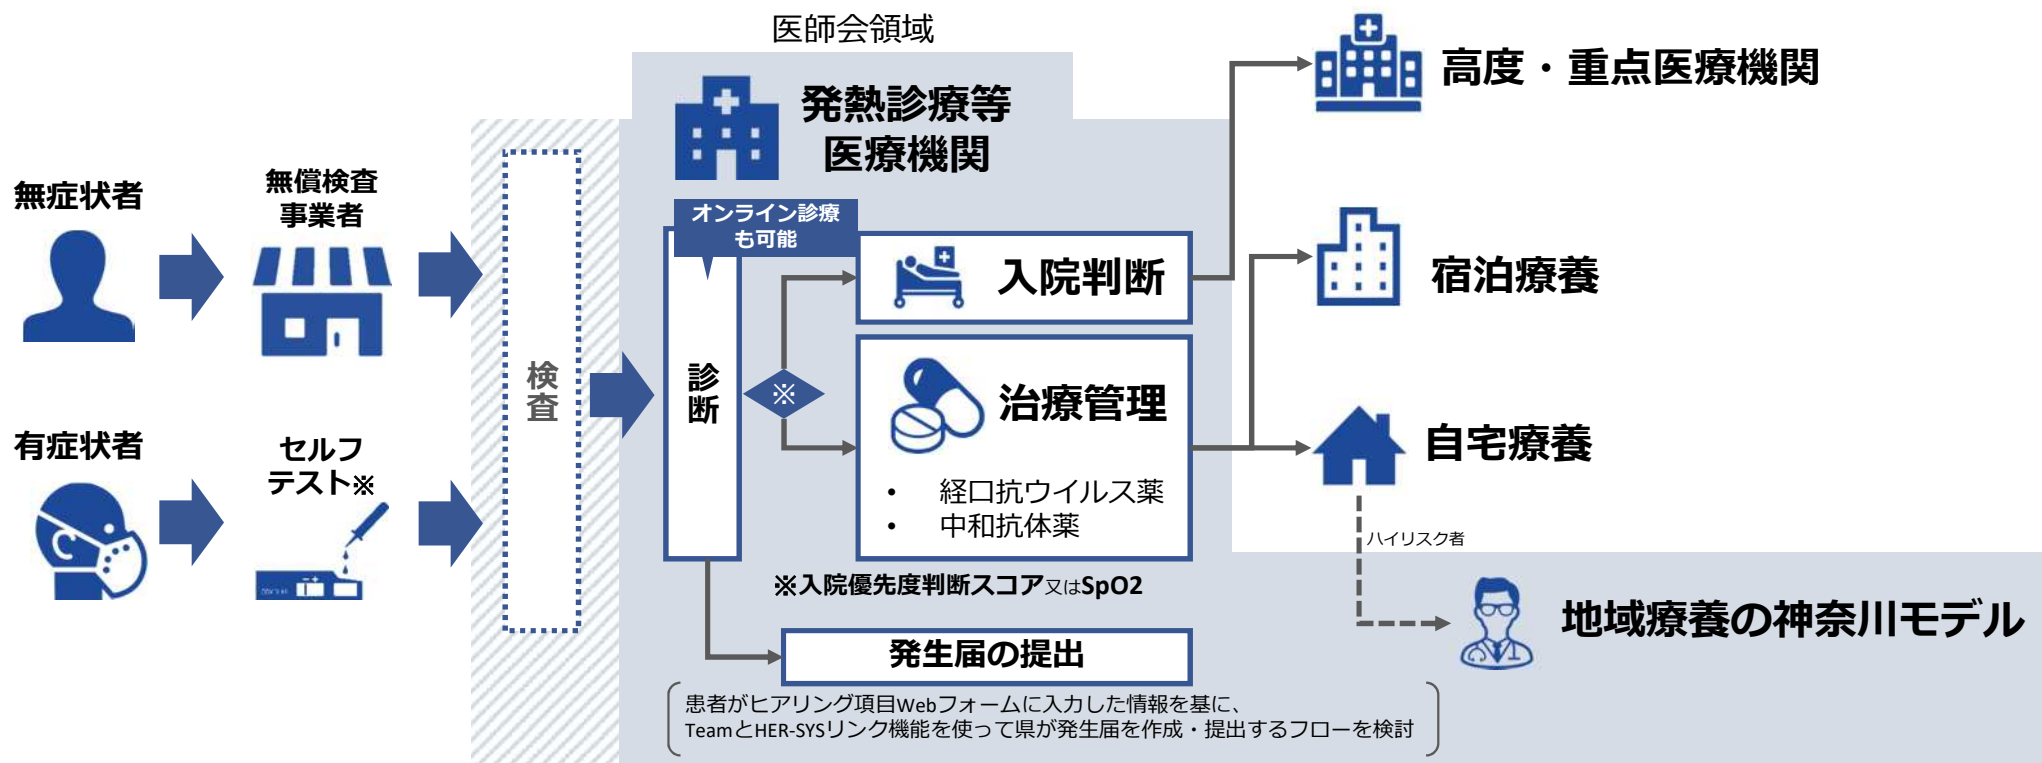 医師会領域
発熱診療等
医療機関
高度・重点医療機関
無症状者
無償検査
事業者
オンライン診療
も可能
入院判断
宿泊療養
検査
診断
※
治療管理
・ 経口抗ウイルス薬
・ 中和抗体薬
自宅療養
有症状者
セルフ
テスト※
ハイリスク者
※入院優先度判断スコア又はSpO2
地域療養の神奈川モデル
発生届の提出
患者がヒアリング項目Webフォームに入力した情報を基に、
TeamとHER-SYSリンク機能を使って県が発生届を作成・提出するフローを検討